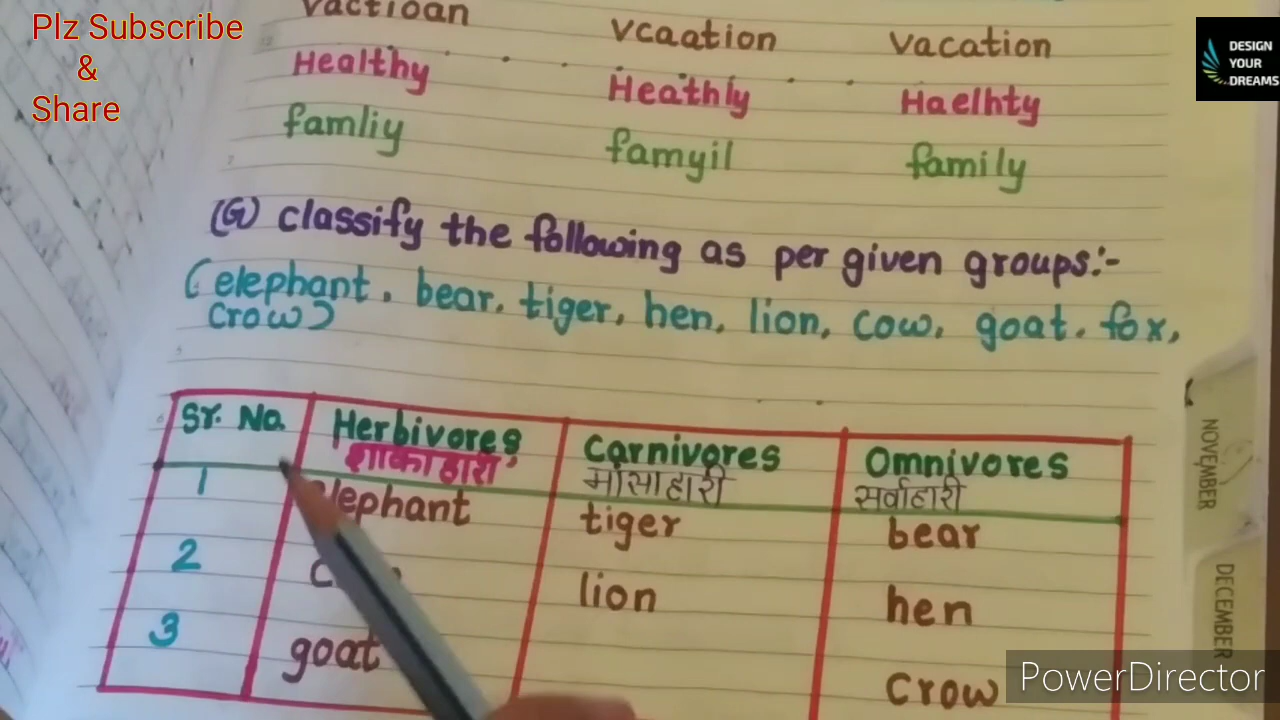 Plz Subscribe
&
Share
DESIGN
YOUR
DREAMS
vactioan vcaation vacation
Healthy Heathly Haelhty
famliy famyil family
(G) classify the following as per given groups:-
(elephant, bear, tiger, hen, lion, cow, goat, fox,
crow)
Sr. No. Herbivores Carnivores Omnivores
शाकाहारी मांसाहारी सर्वाहारी
1 elephant tiger bear
2 lion hen
3 goat crow
NOVEMBER
DECEMBER
PowerDirector